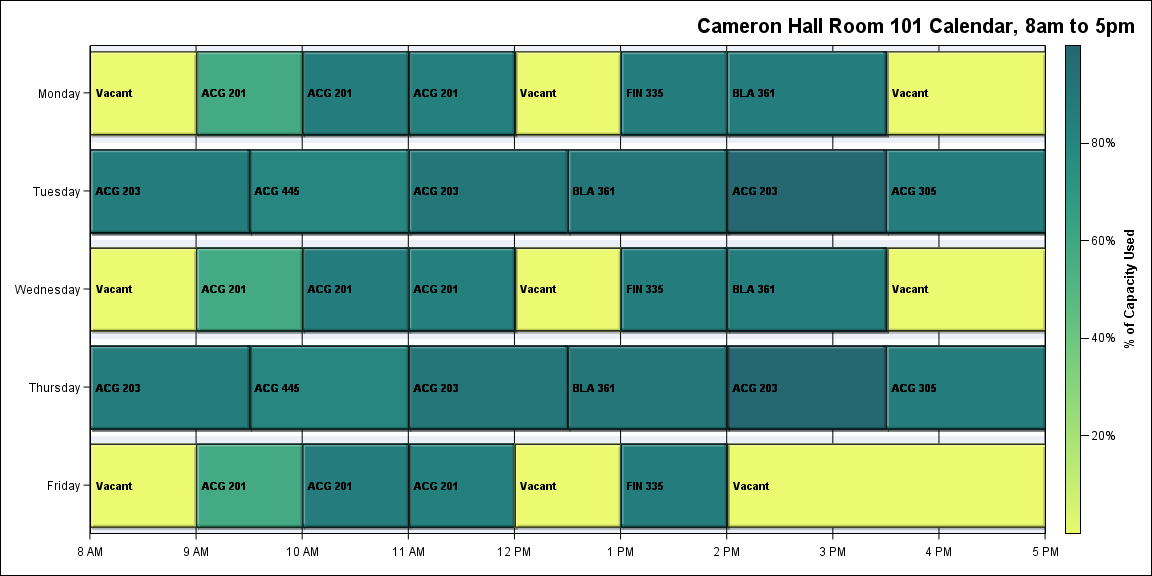 Cameron Hall Room 101 Calendar, 8am to 5pm
Monday
Vacant
ACG 201
ACG 201
ACG 201
Vacant
FIN 335
BLA 361
Vacant
Tuesday
ACG 203
ACG 445
ACG 203
BLA 361
ACG 203
ACG 305
Wednesday
Vacant
ACG 201
ACG 201
ACG 201
Vacant
FIN 335
BLA 361
Vacant
Thursday
ACG 203
ACG 445
ACG 203
BLA 361
ACG 203
ACG 305
Friday
Vacant
ACG 201
ACG 201
ACG 201
Vacant
FIN 335
Vacant
8 AM
9 AM
10 AM
11 AM
12 PM
1 PM
2 PM
3 PM
4 PM
5 PM
80%
60%
40%
20%
% of Capacity Used